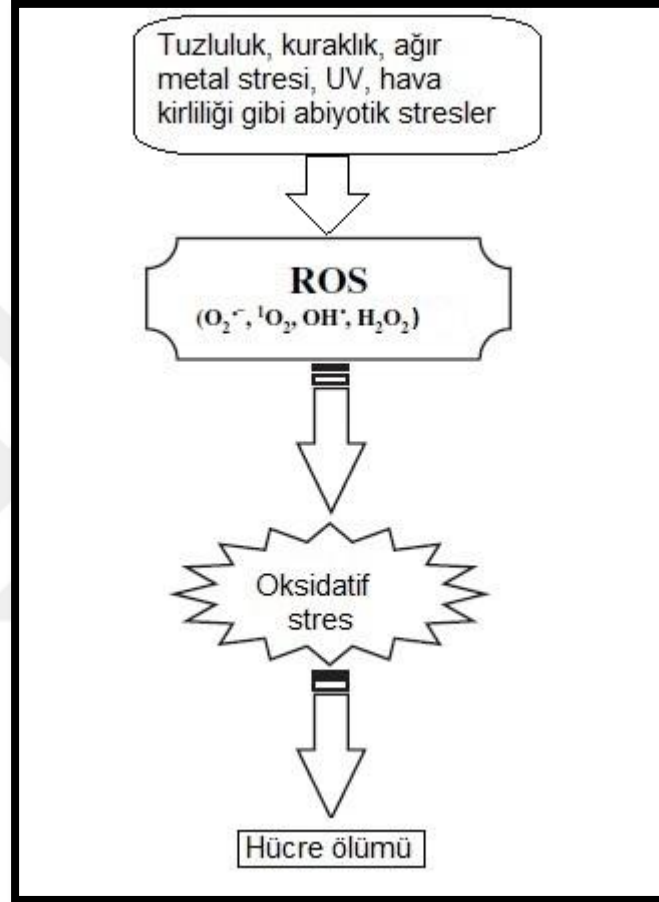 Tuzluluk, kuraklık, ağır
metal stresi, UV, hava
kirliliği gibi abiyotik stresler
ROS
(O₂˙⁻, ¹O₂, OH˙, H₂O₂)
Oksidatif
stres
Hücre ölümü